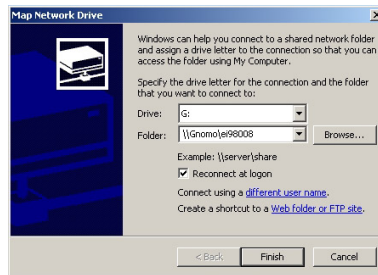 Map Network Drive
Windows can help you connect to a shared network folder
and assign a drive letter to the connection so that you can
access the folder using My Computer.
Specify the drive letter for the connection and the folder
that you want to connect to:
Drive: G:
Folder: \\Gnomo\ei98008 Browse...
Example: \\server\share
Reconnect at logon
Connect using a different user name.
Create a shortcut to a Web folder or FTP site.
< Back Finish Cancel